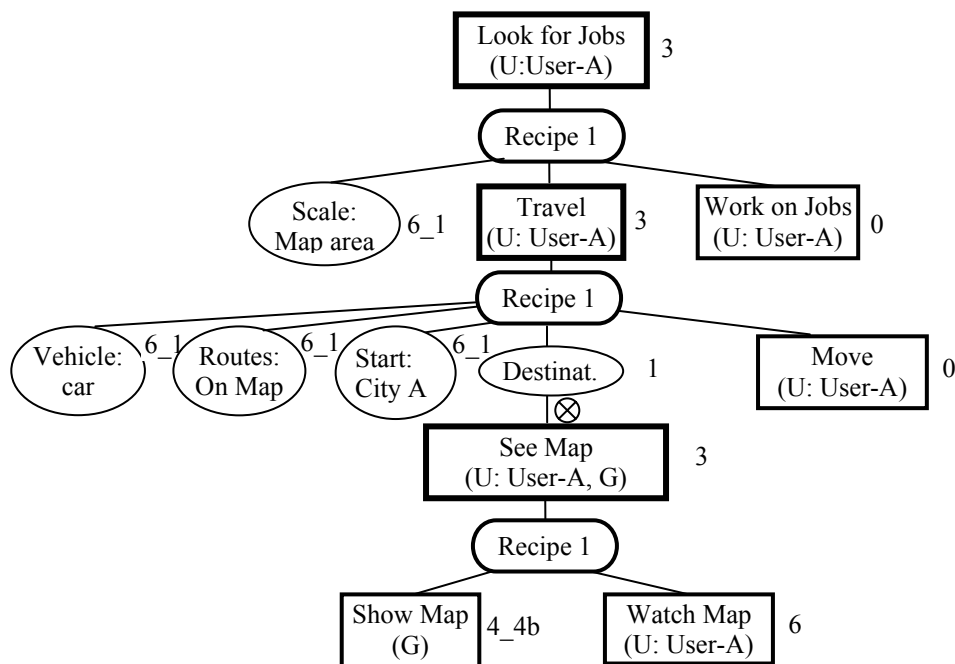 Look for Jobs
(U:User-A)
3
Recipe 1
Scale:
Map area
6_1
Travel
(U: User-A)
3
Work on Jobs
(U: User-A)
0
Recipe 1
Vehicle:
car
6_1
Routes:
On Map
6_1
Start:
City A
6_1
Destinat.
1
Move
(U: User-A)
0
See Map
(U: User-A, G)
3
Recipe 1
Show Map
(G)
4_4b
Watch Map
(U: User-A)
6